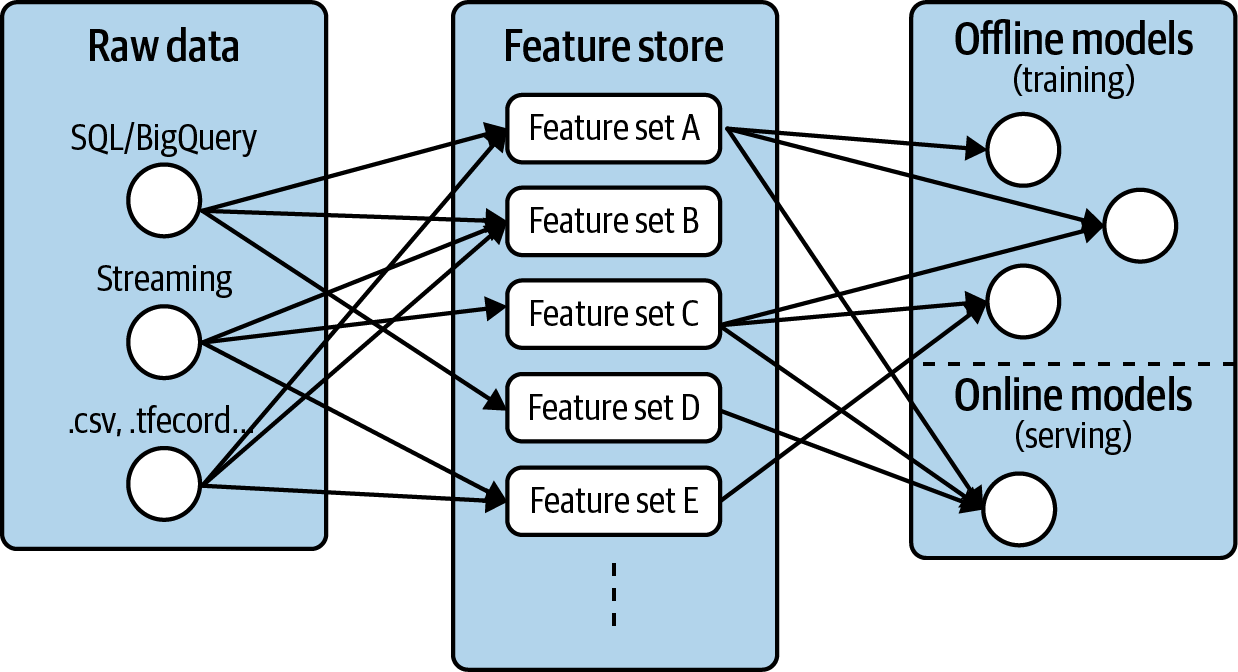 Raw data
SQL/BigQuery
Streaming
.csv, .tfecord...
Feature store
Feature set A
Feature set B
Feature set C
Feature set D
Feature set E
Offline models
(training)
Online models
(serving)